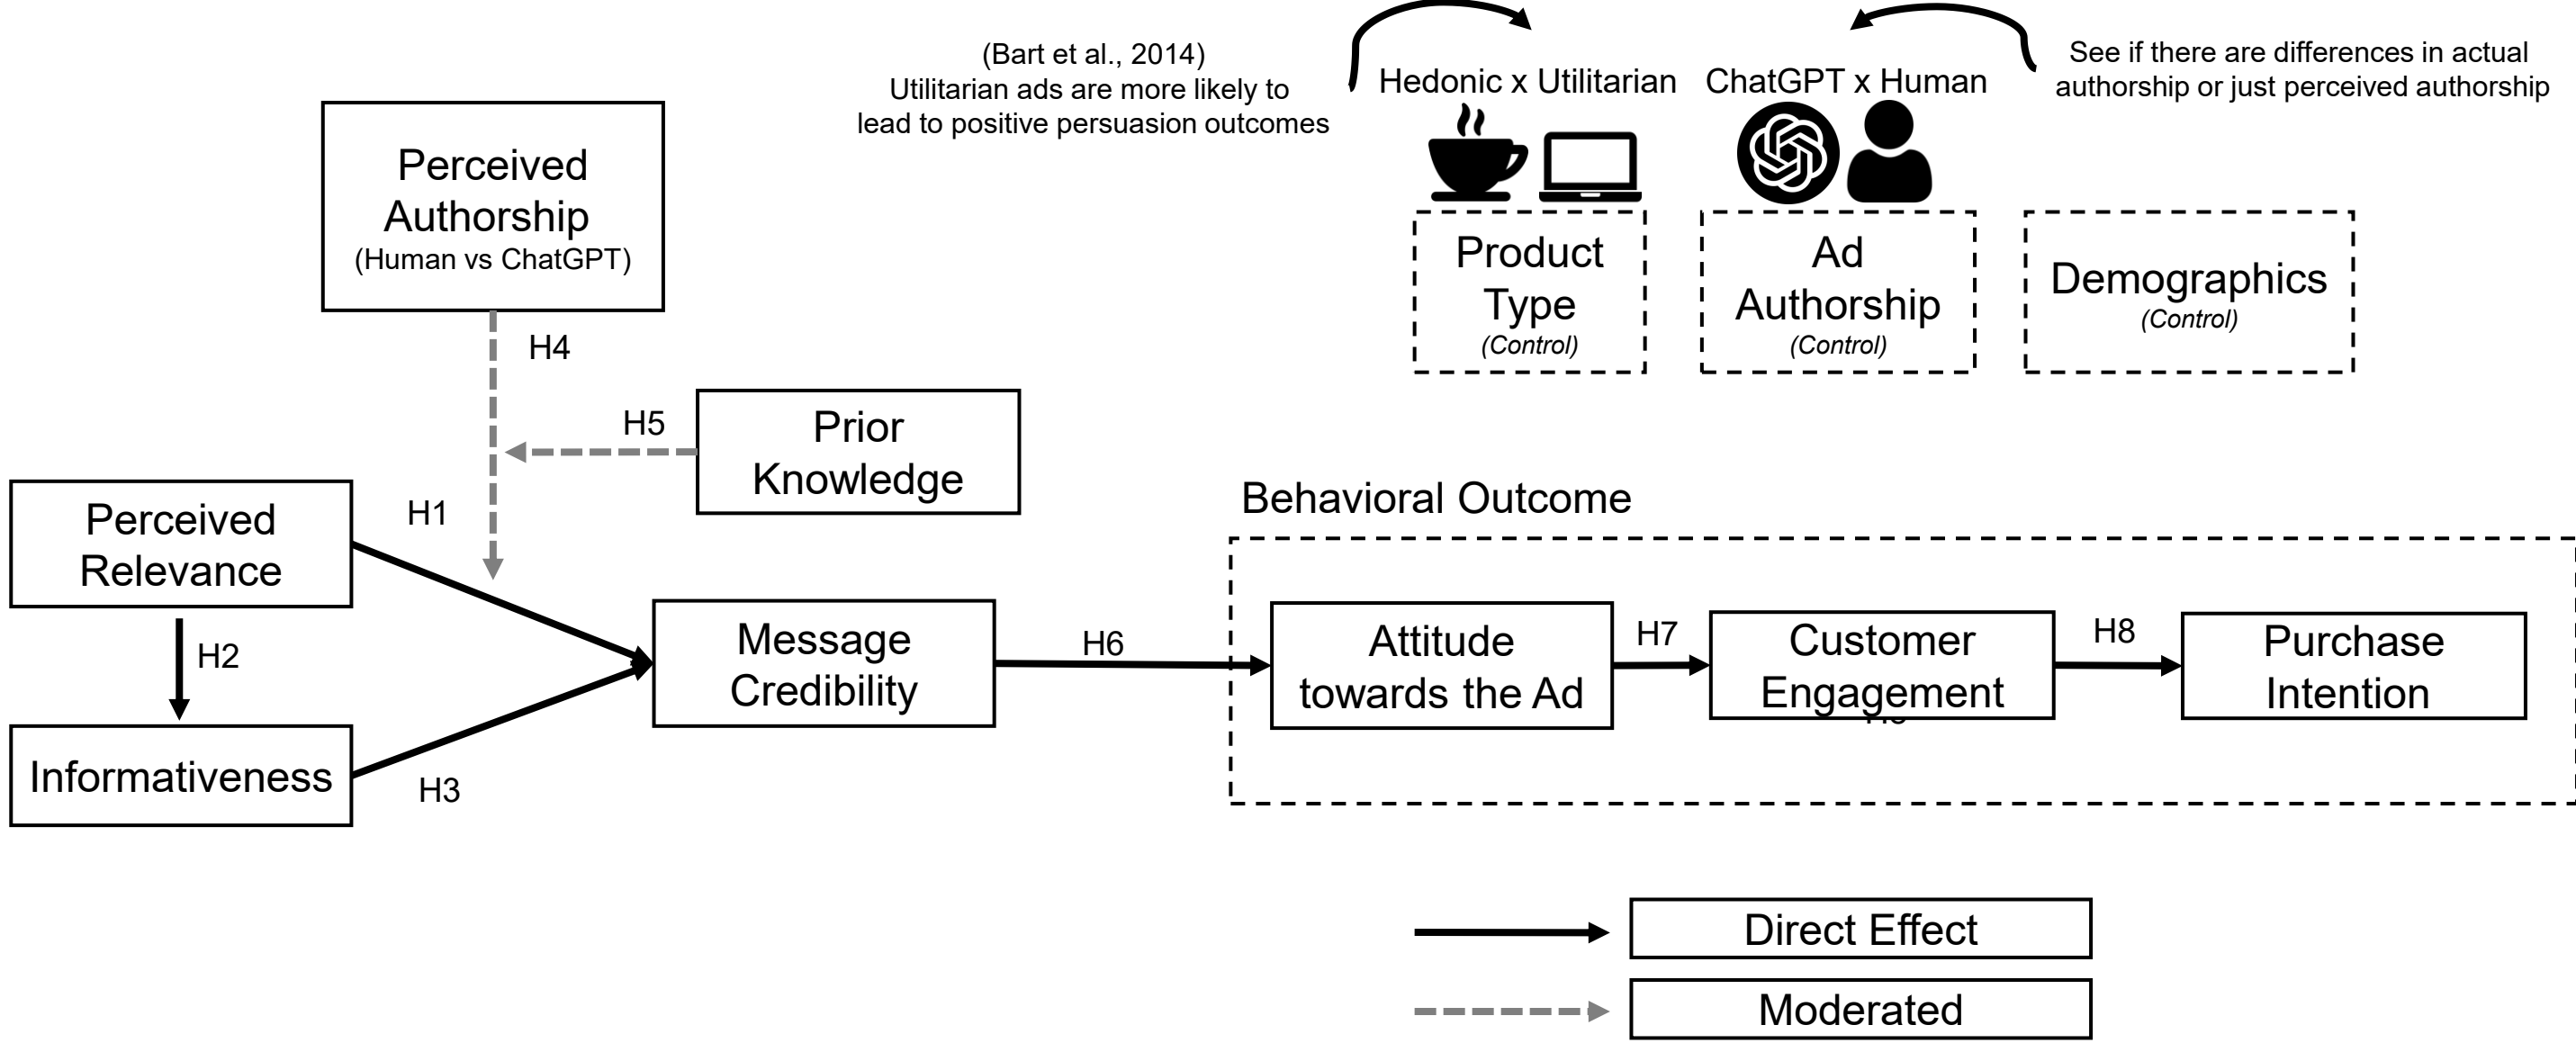 (Bart et al., 2014)
Utilitarian ads are more likely to
lead to positive persuasion outcomes
Hedonic x Utilitarian
ChatGPT x Human
See if there are differences in actual
authorship or just perceived authorship
Perceived
Authorship
(Human vs ChatGPT)
Product
Type
(Control)
Ad
Authorship
(Control)
Demographics
(Control)
H4
H5
Prior
Knowledge
Perceived
Relevance
H1
H2
Informativeness
H3
Message
Credibility
H6
Behavioral Outcome
Attitude
towards the Ad
H7
Customer
Engagement
H8
Purchase
Intention
Direct Effect
Moderated